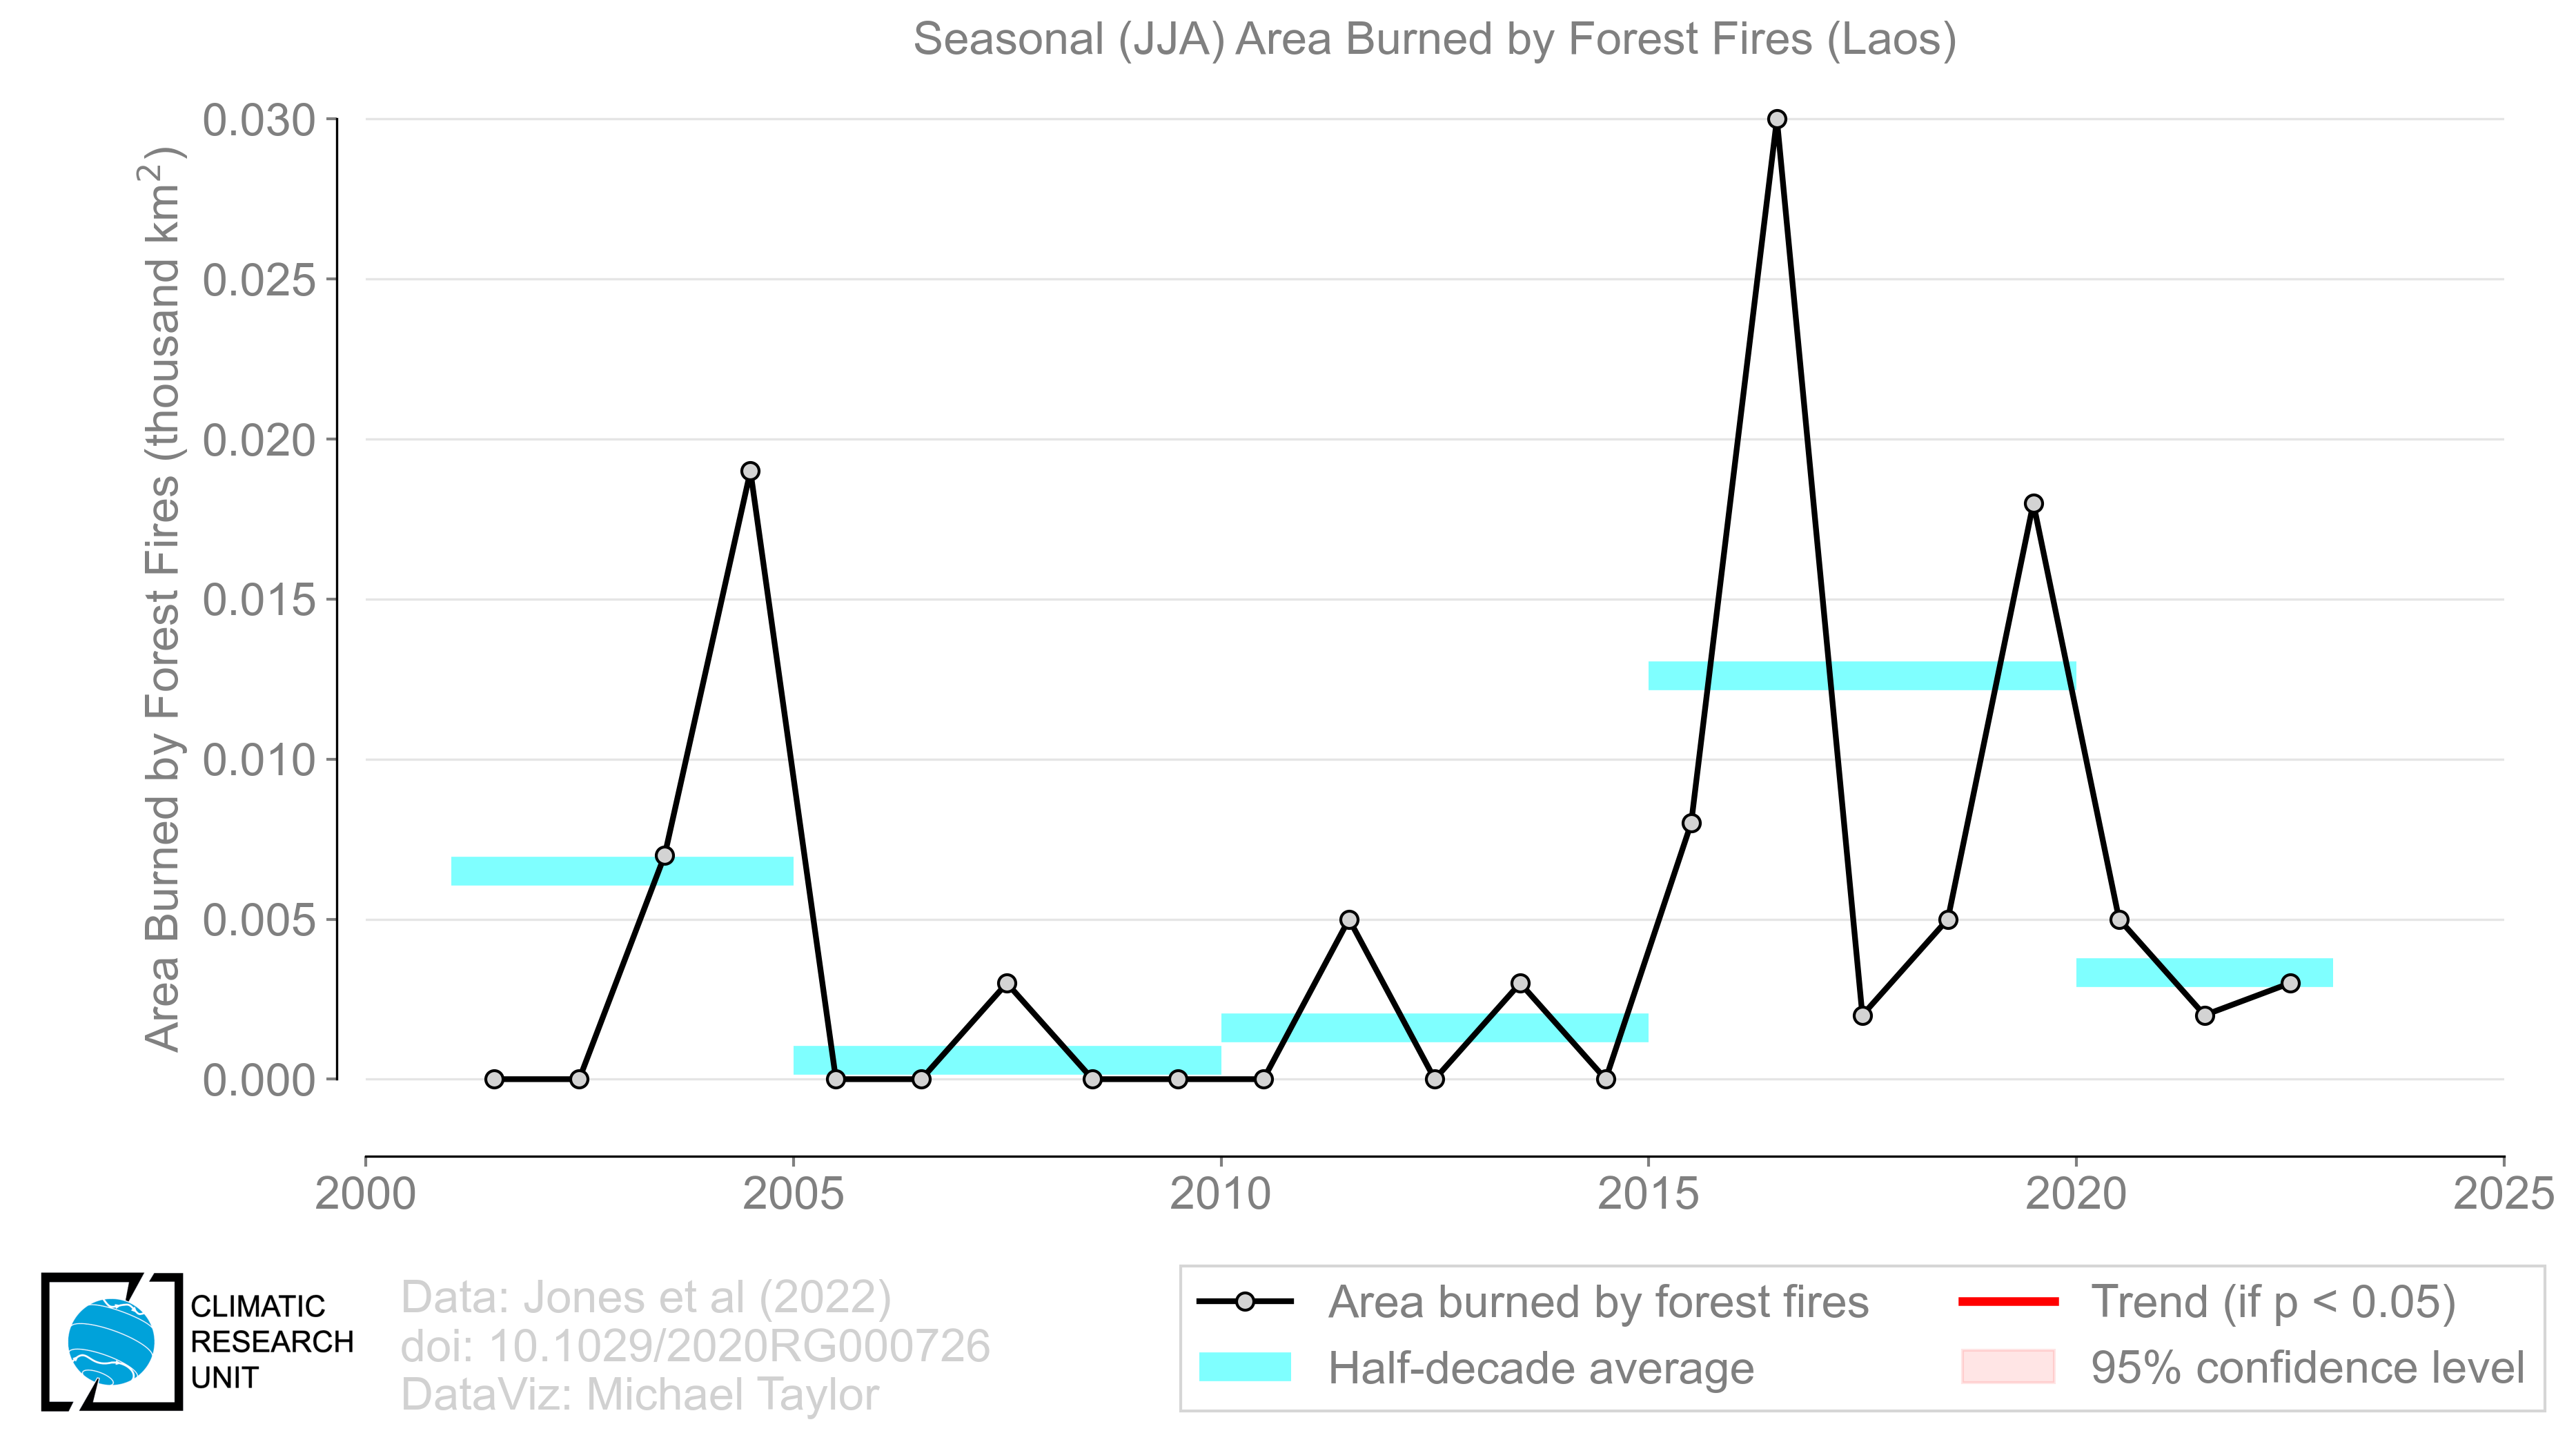 Seasonal (JJA) Area Burned by Forest Fires (Laos)
Area Burned by Forest Fires (thousand km²)
0.030
0.025
0.020
0.015
0.010
0.005
0.000
2000 2005 2010 2015 2020 2025
CLIMATIC
RESEARCH
UNIT
Data: Jones et al (2022)
doi: 10.1029/2020RG000726
DataViz: Michael Taylor
Area burned by forest fires
Half-decade average
Trend (if p < 0.05)
95% confidence level